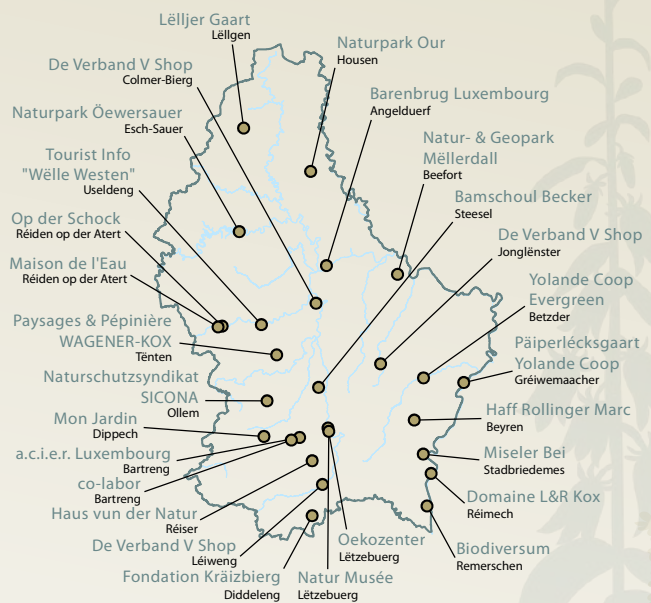 Lëlljer Gaart
Lëllgen
Naturpark Our
Housen
De Verband V Shop
Colmer-Bierg
Barenbrug Luxembourg
Angelduerf
Naturpark Öewersauer
Esch-Sauer
Natur- & Geopark
Mëllerdall
Beefort
Tourist Info
"Wëlle Westen"
Useldeng
Bamschoul Becker
Steesel
Op der Schock
Réiden op der Atert
De Verband V Shop
Jonglënster
Maison de l'Eau
Réiden op der Atert
Yolande Coop
Evergreen
Betzder
Paysages & Pépinière
WAGENER-KOX
Tënten
Päiperlécksgaart
Yolande Coop
Gréiwemaacher
Naturschutzsyndikat
SICONA
Ollem
Haff Rollinger Marc
Beyren
Mon Jardin
Dippech
Miseler Bei
Stadbriedemes
a.c.i.e.r. Luxembourg
Bartreng
Domaine L&R Kox
Réimech
co-labor
Bartreng
Haus vun der Natur
Réiser
Biodiversum
Remerschen
De Verband V Shop
Léiweng
Oekozenter
Lëtzebuerg
Fondation Kräizbierg
Diddeleng
Natur Musée
Lëtzebuerg